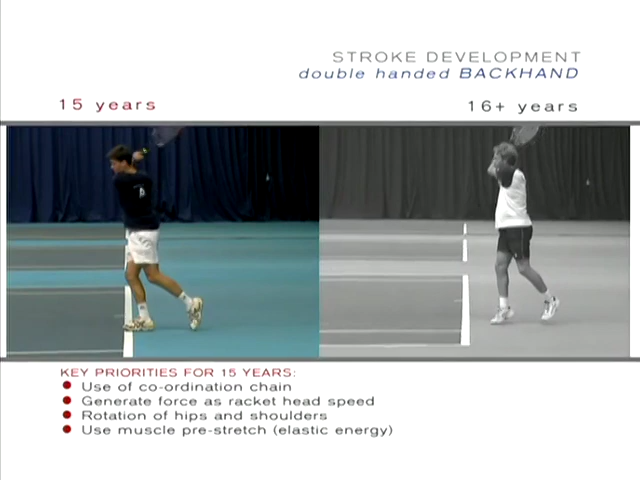 STROKE DEVELOPMENT
double handed BACKHAND
15 years
16+ years
KEY PRIORITIES FOR 15 YEARS:
Use of co-ordination chain
Generate force as racket head speed
Rotation of hips and shoulders
Use muscle pre-stretch (elastic energy)